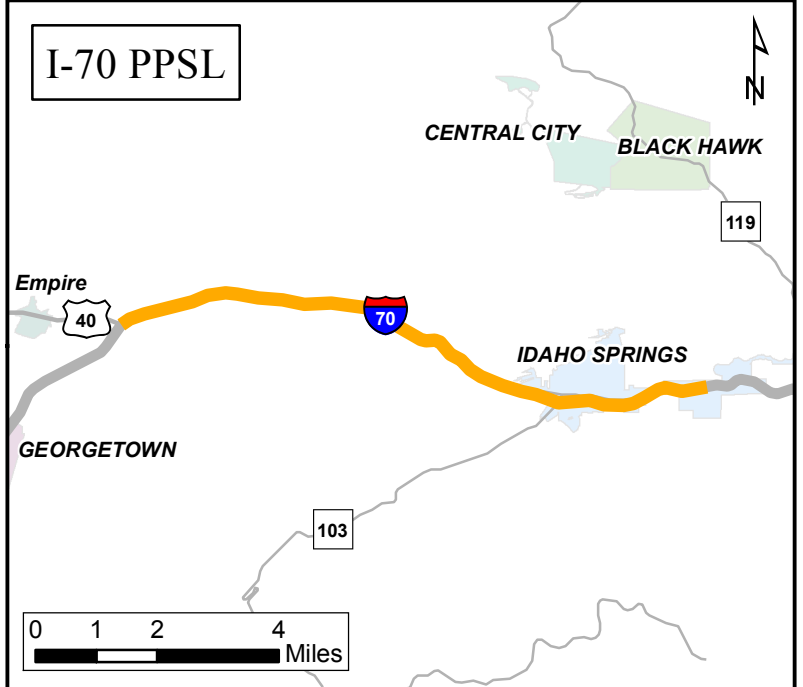 I-70 PPSL
N
CENTRAL CITY
BLACK HAWK
119
Empire
40
70
IDAHO SPRINGS
GEORGETOWN
103
0 1 2 4
Miles